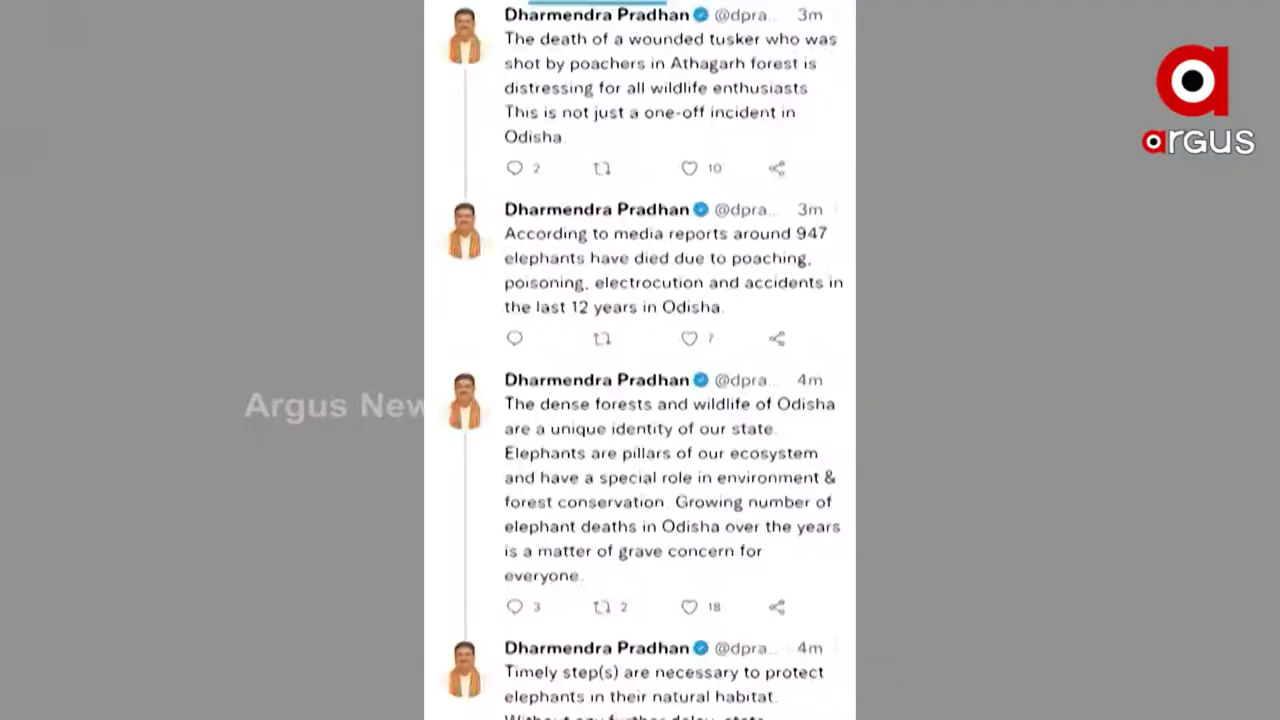 Dharmendra Pradhan @dpra... 3m
The death of a wounded tusker who was
shot by poachers in Athagarh forest is
distressing for all wildlife enthusiasts
This is not just a one-off incident in
Odisha.
2 10
Dharmendra Pradhan @dpra... 3m
According to media reports around 947
elephants have died due to poaching,
poisoning, electrocution and accidents in
the last 12 years in Odisha.
7
Dharmendra Pradhan @dpra... 4m
The dense forests and wildlife of Odisha
are a unique identity of our state.
Elephants are pillars of our ecosystem
and have a special role in environment &
forest conservation. Growing number of
elephant deaths in Odisha over the years
is a matter of grave concern for
everyone.
3 2 18
Dharmendra Pradhan @dpra... 4m
Timely step(s) are necessary to protect
elephants in their natural habitat.
Without any further delay, state
Argus New
argus